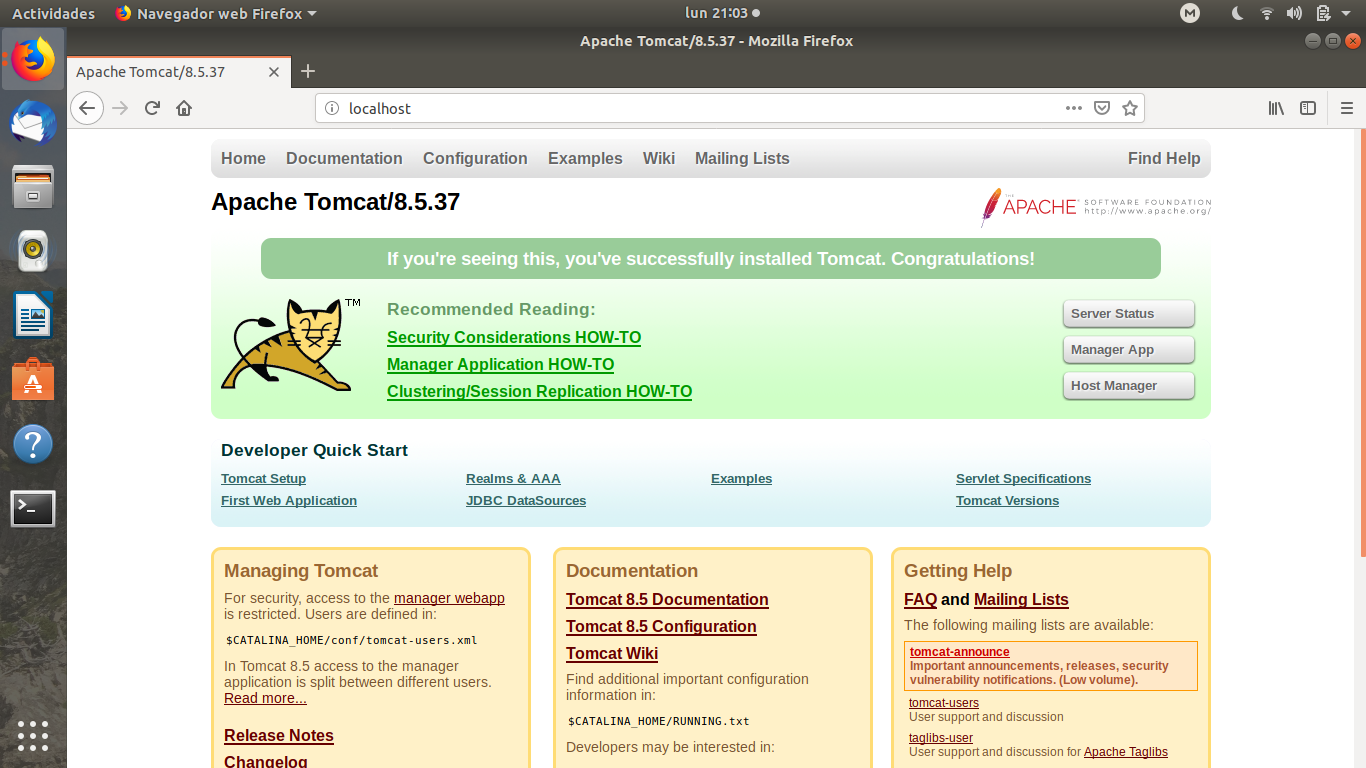 Actividades Navegador web Firefox lun 21:03
Apache Tomcat/8.5.37 - Mozilla Firefox
Apache Tomcat/8.5.37
localhost
Home Documentation Configuration Examples Wiki Mailing Lists Find Help
Apache Tomcat/8.5.37
THE APACHE SOFTWARE FOUNDATION
http://www.apache.org/
If you're seeing this, you've successfully installed Tomcat. Congratulations!
TM
Recommended Reading:
Security Considerations HOW-TO
Manager Application HOW-TO
Clustering/Session Replication HOW-TO
Server Status
Manager App
Host Manager
Developer Quick Start
Tomcat Setup
First Web Application
Realms & AAA
JDBC DataSources
Examples
Servlet Specifications
Tomcat Versions
Managing Tomcat
For security, access to the manager webapp
is restricted. Users are defined in:
$CATALINA_HOME/conf/tomcat-users.xml
In Tomcat 8.5 access to the manager
application is split between different users.
Read more...
Release Notes
Changelog
Documentation
Tomcat 8.5 Documentation
Tomcat 8.5 Configuration
Tomcat Wiki
Find additional important configuration
information in:
$CATALINA_HOME/RUNNING.txt
Developers may be interested in:
Getting Help
FAQ and Mailing Lists
The following mailing lists are available:
tomcat-announce
Important announcements, releases, security
vulnerability notifications. (Low volume).
tomcat-users
User support and discussion
taglibs-user
User support and discussion for Apache Taglibs